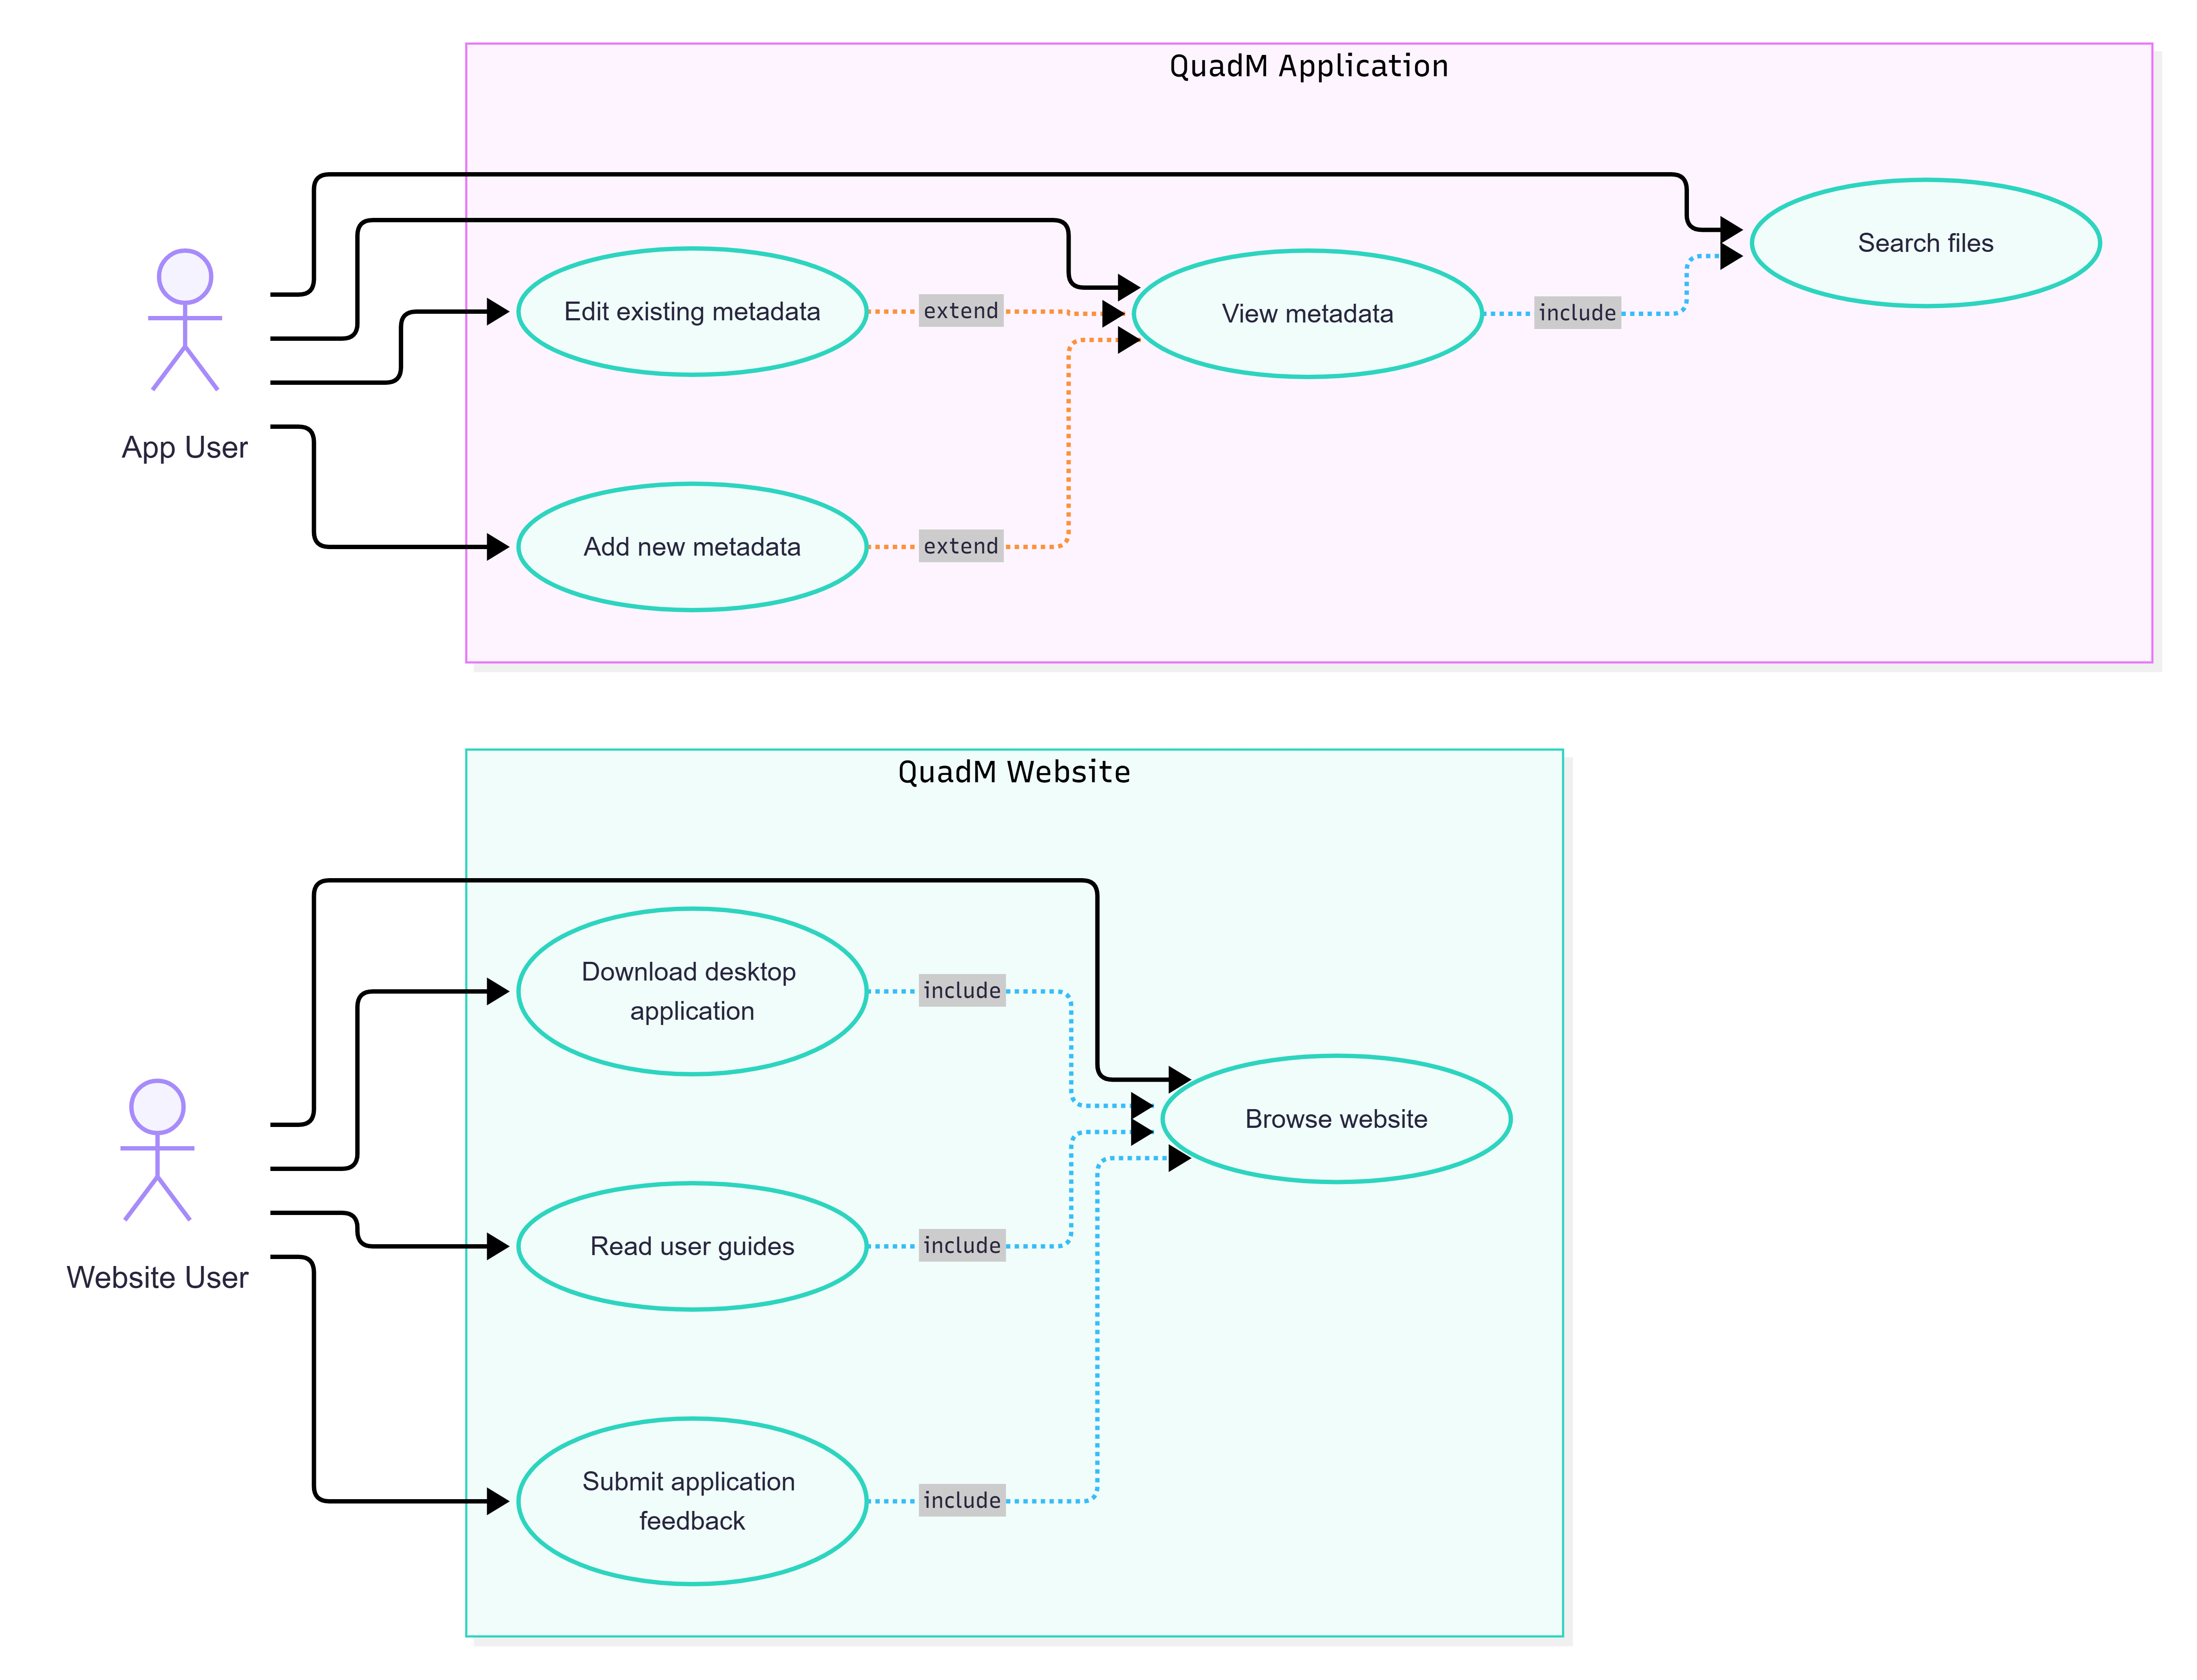 QuadM Application
Search files
Edit existing metadata
extend
View metadata
include
App User
Add new metadata
extend
QuadM Website
Download desktop
application
include
Browse website
Read user guides
include
Website User
Submit application
feedback
include